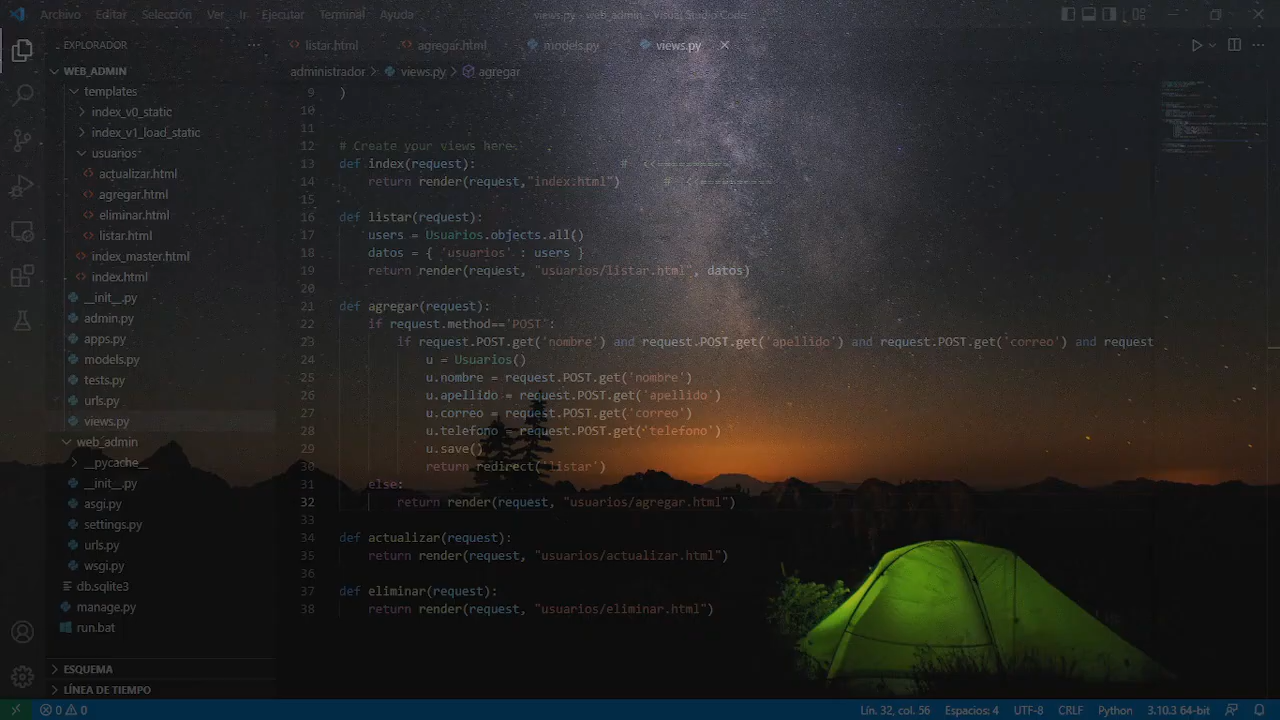 Archivo Editar Selección Ver Ir Ejecutar Terminal Ayuda
views.py - web_admin - Visual Studio Code
EXPLORADOR
listar.html
agregar.html
models.py
views.py
administrador > views.py > agregar
WEB_ADMIN
templates
index_v0_static
index_v1_load_static
usuarios
actualizar.html
agregar.html
eliminar.html
listar.html
index_master.html
index.html
__init__.py
admin.py
apps.py
models.py
tests.py
urls.py
views.py
web_admin
__pycache__
__init__.py
asgi.py
settings.py
urls.py
wsgi.py
db.sqlite3
manage.py
run.bat
ESQUEMA
LÍNEA DE TIEMPO
9 )
10
11
12 # Create your views here.
13 def index(request): # <<==========
14 return render(request,"index.html") # <<==========
15
16 def listar(request):
17 users = Usuarios.objects.all()
18 datos = { 'usuarios' : users }
19 return render(request, "usuarios/listar.html", datos)
20
21 def agregar(request):
22 if request.method=='POST':
23 if request.POST.get('nombre') and request.POST.get('apellido') and request.POST.get('correo') and request
24 u = Usuarios()
25 u.nombre = request.POST.get('nombre')
26 u.apellido = request.POST.get('apellido')
27 u.correo = request.POST.get('correo')
28 u.telefono = request.POST.get('telefono')
29 u.save()
30 return redirect('listar')
31 else:
32 return render(request, "usuarios/agregar.html")
33
34 def actualizar(request):
35 return render(request, "usuarios/actualizar.html")
36
37 def eliminar(request):
38 return render(request, "usuarios/eliminar.html")
0 0
Lín. 32, col. 56 Espacios: 4 UTF-8 CRLF Python 3.10.3 64-bit